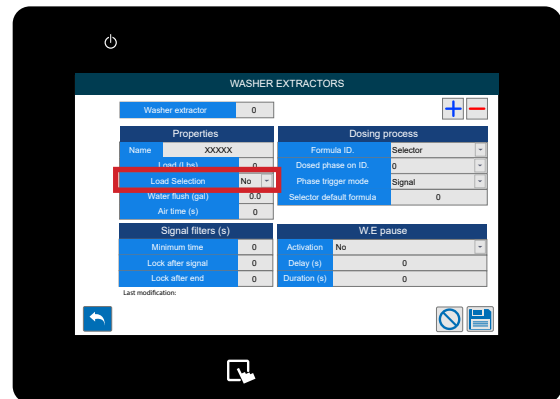 WASHER EXTRACTORS
Washer extractor 0
Properties
Name XXXXX
Load (Lbs) 0
Load Selection No
Water flush (gal) 0.0
Air time (s) 0
Dosing process
Formula ID. Selector
Dosed phase on ID. 0
Phase trigger mode Signal
Selector default formula 0
Signal filters (s)
Minimum time 0
Lock after signal 0
Lock after end 0
W.E pause
Activation No
Delay (s) 0
Duration (s) 0
Last modification: